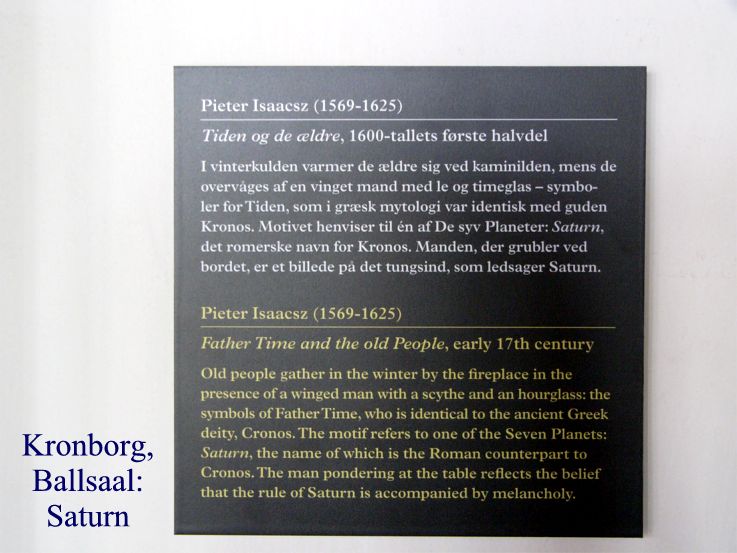 Pieter Isaacsz (1569-1625)
Tiden og de ældre, 1600-tallets første halvdel
I vinterkulden varmer de ældre sig ved kaminilden, mens de
overvåges af en vinget mand med le og timeglas – symbo-
ler for Tiden, som i græsk mytologi var identisk med guden
Kronos. Motivet henviser til én af De syv Planeter: Saturn,
det romerske navn for Kronos. Manden, der grubler ved
bordet, er et billede på det tungsind, som ledsager Saturn.
Pieter Isaacsz (1569-1625)
Father Time and the old People, early 17th century
Old people gather in the winter by the fireplace in the
presence of a winged man with a scythe and an hourglass: the
symbols of Father Time, who is identical to the ancient Greek
deity, Cronos. The motif refers to one of the Seven Planets:
Saturn, the name of which is the Roman counterpart to
Cronos. The man pondering at the table reflects the belief
that the rule of Saturn is accompanied by melancholy.
Kronborg,
Ballsaal:
Saturn